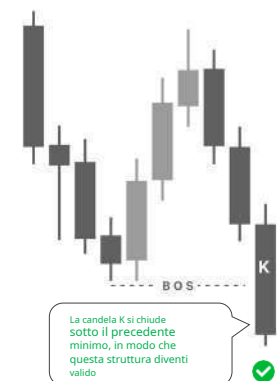 K
BOS
La candela K si chiude
sotto il precedente
minimo, in modo che
questa struttura diventi
valido